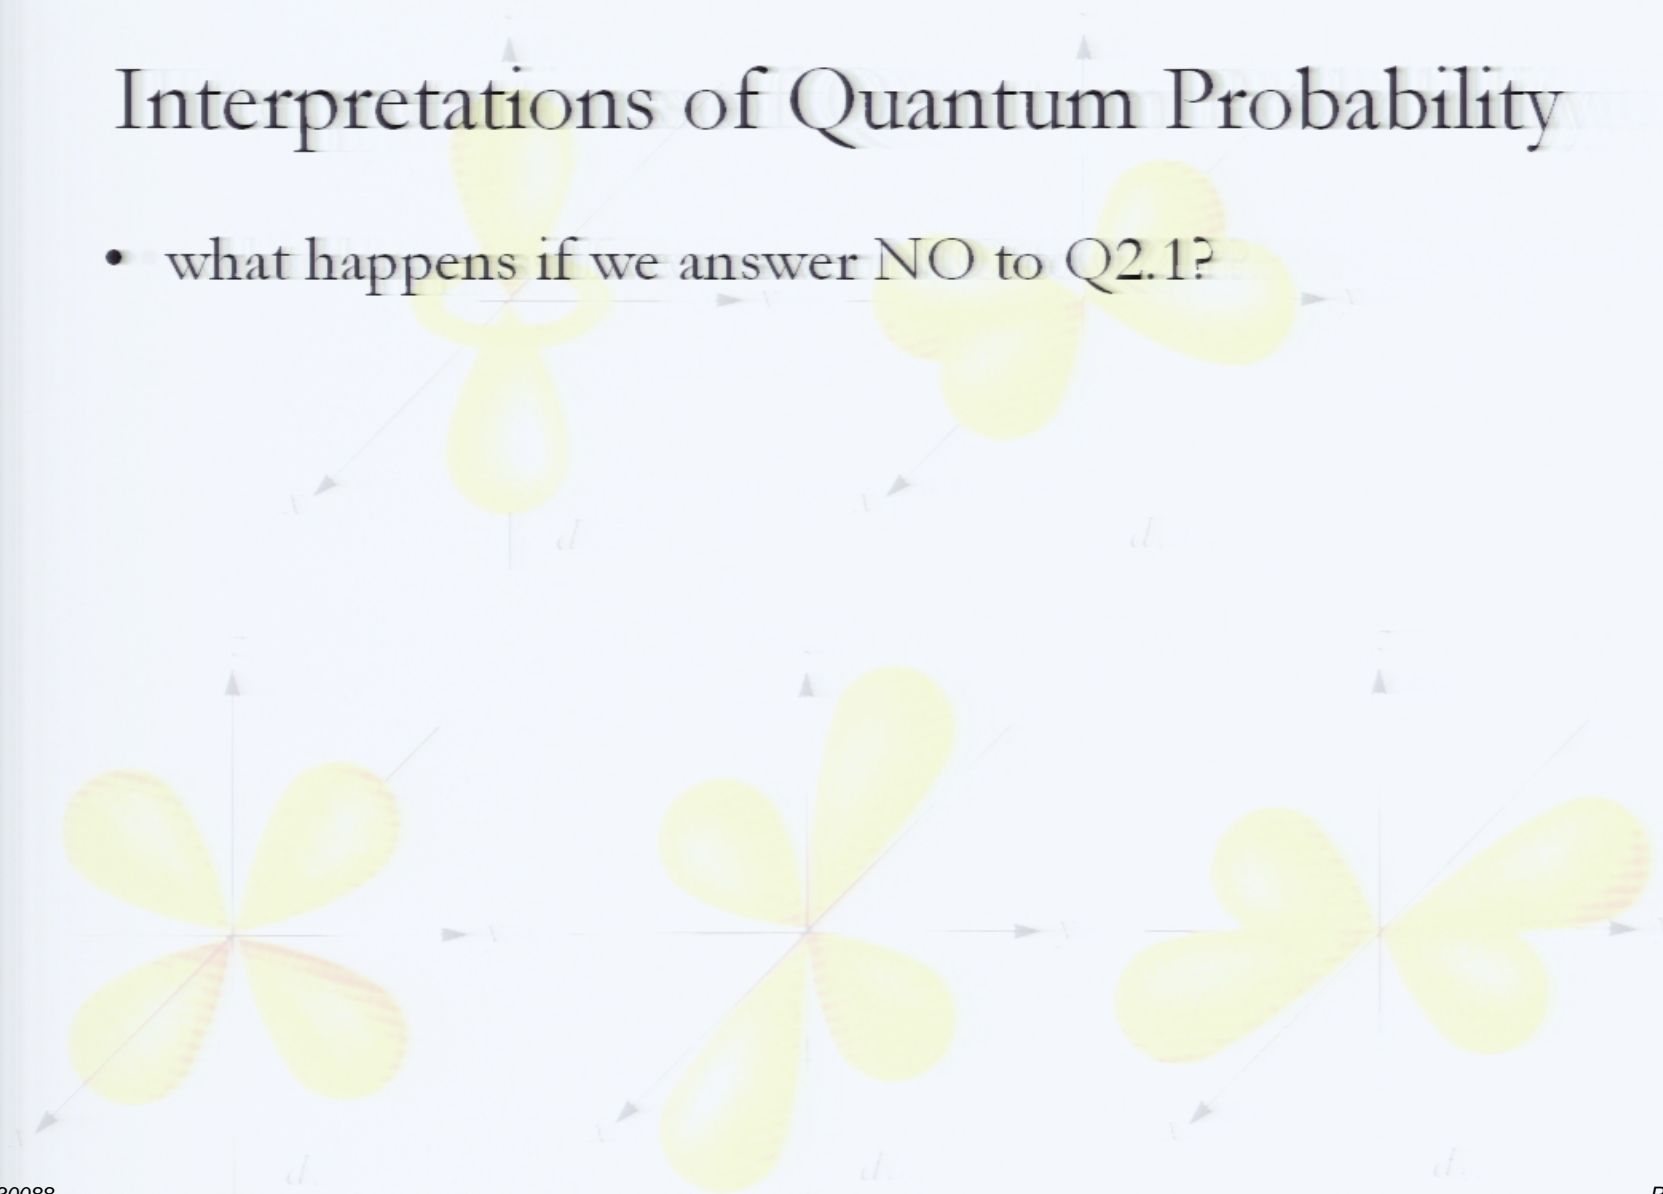 Interpretations of Quantum Probability
• what happens if we answer NO to Q2.1?
d
d
d
d
d